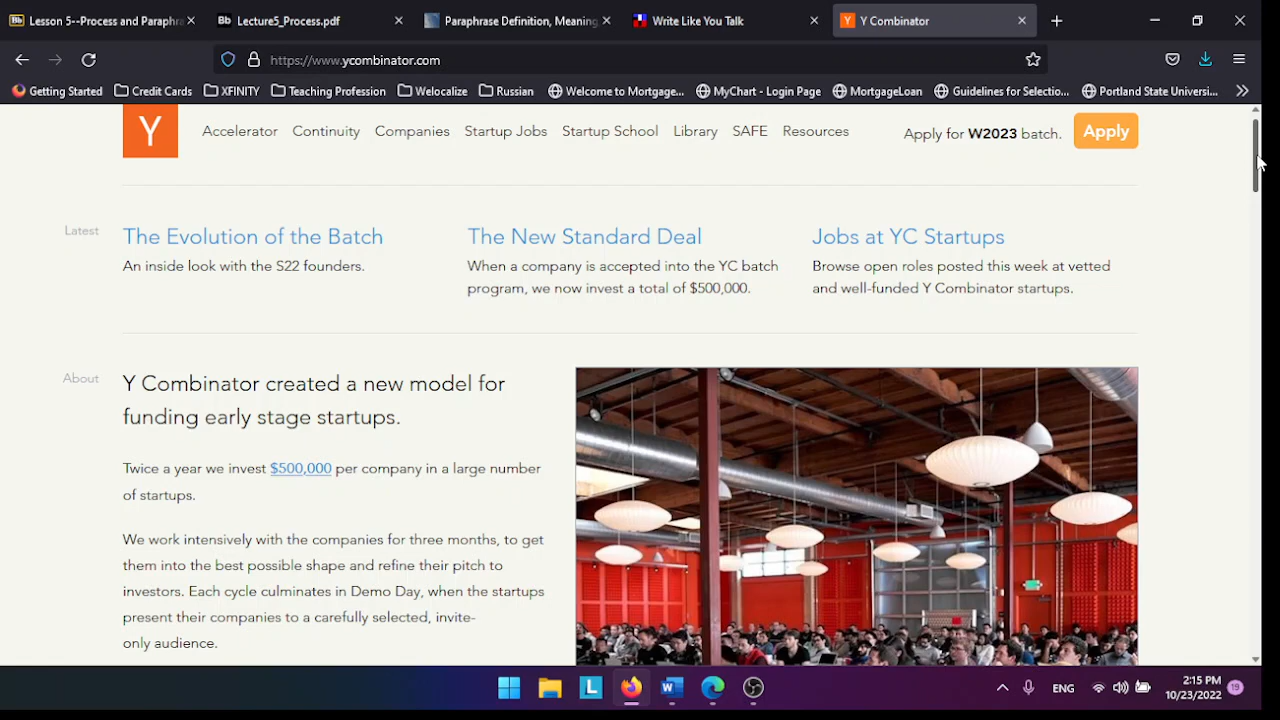 Lesson 5--Process and Paraphra
Lecture5_Process.pdf
Paraphrase Definition, Meaning
Write Like You Talk
Y Combinator
https://www.ycombinator.com
Getting Started
Credit Cards
XFINITY
Teaching Profession
Welocalize
Russian
Welcome to Mortgage...
MyChart - Login Page
MortgageLoan
Guidelines for Selectio...
Portland State Universi...
Y
Accelerator
Continuity
Companies
Startup Jobs
Startup School
Library
SAFE
Resources
Apply for W2023 batch.
Apply
Latest
The Evolution of the Batch
An inside look with the S22 founders.
The New Standard Deal
When a company is accepted into the YC batch
program, we now invest a total of $500,000.
Jobs at YC Startups
Browse open roles posted this week at vetted
and well-funded Y Combinator startups.
About
Y Combinator created a new model for
funding early stage startups.
Twice a year we invest $500,000 per company in a large number
of startups.
We work intensively with the companies for three months, to get
them into the best possible shape and refine their pitch to
investors. Each cycle culminates in Demo Day, when the startups
present their companies to a carefully selected, invite-
only audience.
ENG
2:15 PM
10/23/2022
19